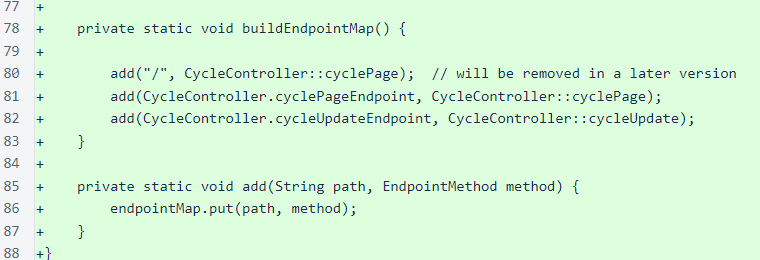 77 +
78 +    private static void buildEndpointMap() {
79 +
80 +        add("/", CycleController::cyclePage);  // will be removed in a later version
81 +        add(CycleController.cyclePageEndpoint, CycleController::cyclePage);
82 +        add(CycleController.cycleUpdateEndpoint, CycleController::cycleUpdate);
83 +    }
84 +
85 +    private static void add(String path, EndpointMethod method) {
86 +        endpointMap.put(path, method);
87 +    }
88 +}